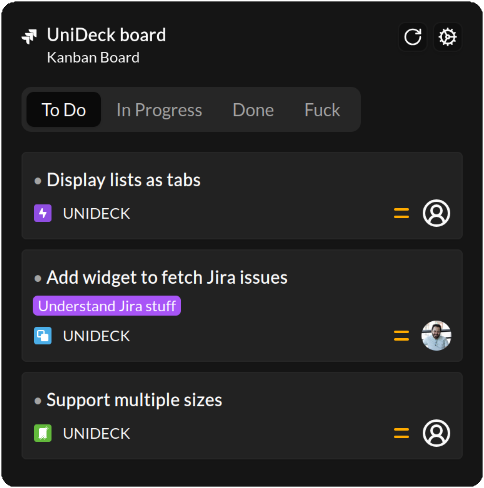 UniDeck board
Kanban Board
To Do In Progress Done Fuck
Display lists as tabs
UNIDECK
Add widget to fetch Jira issues
Understand Jira stuff
UNIDECK
Support multiple sizes
UNIDECK